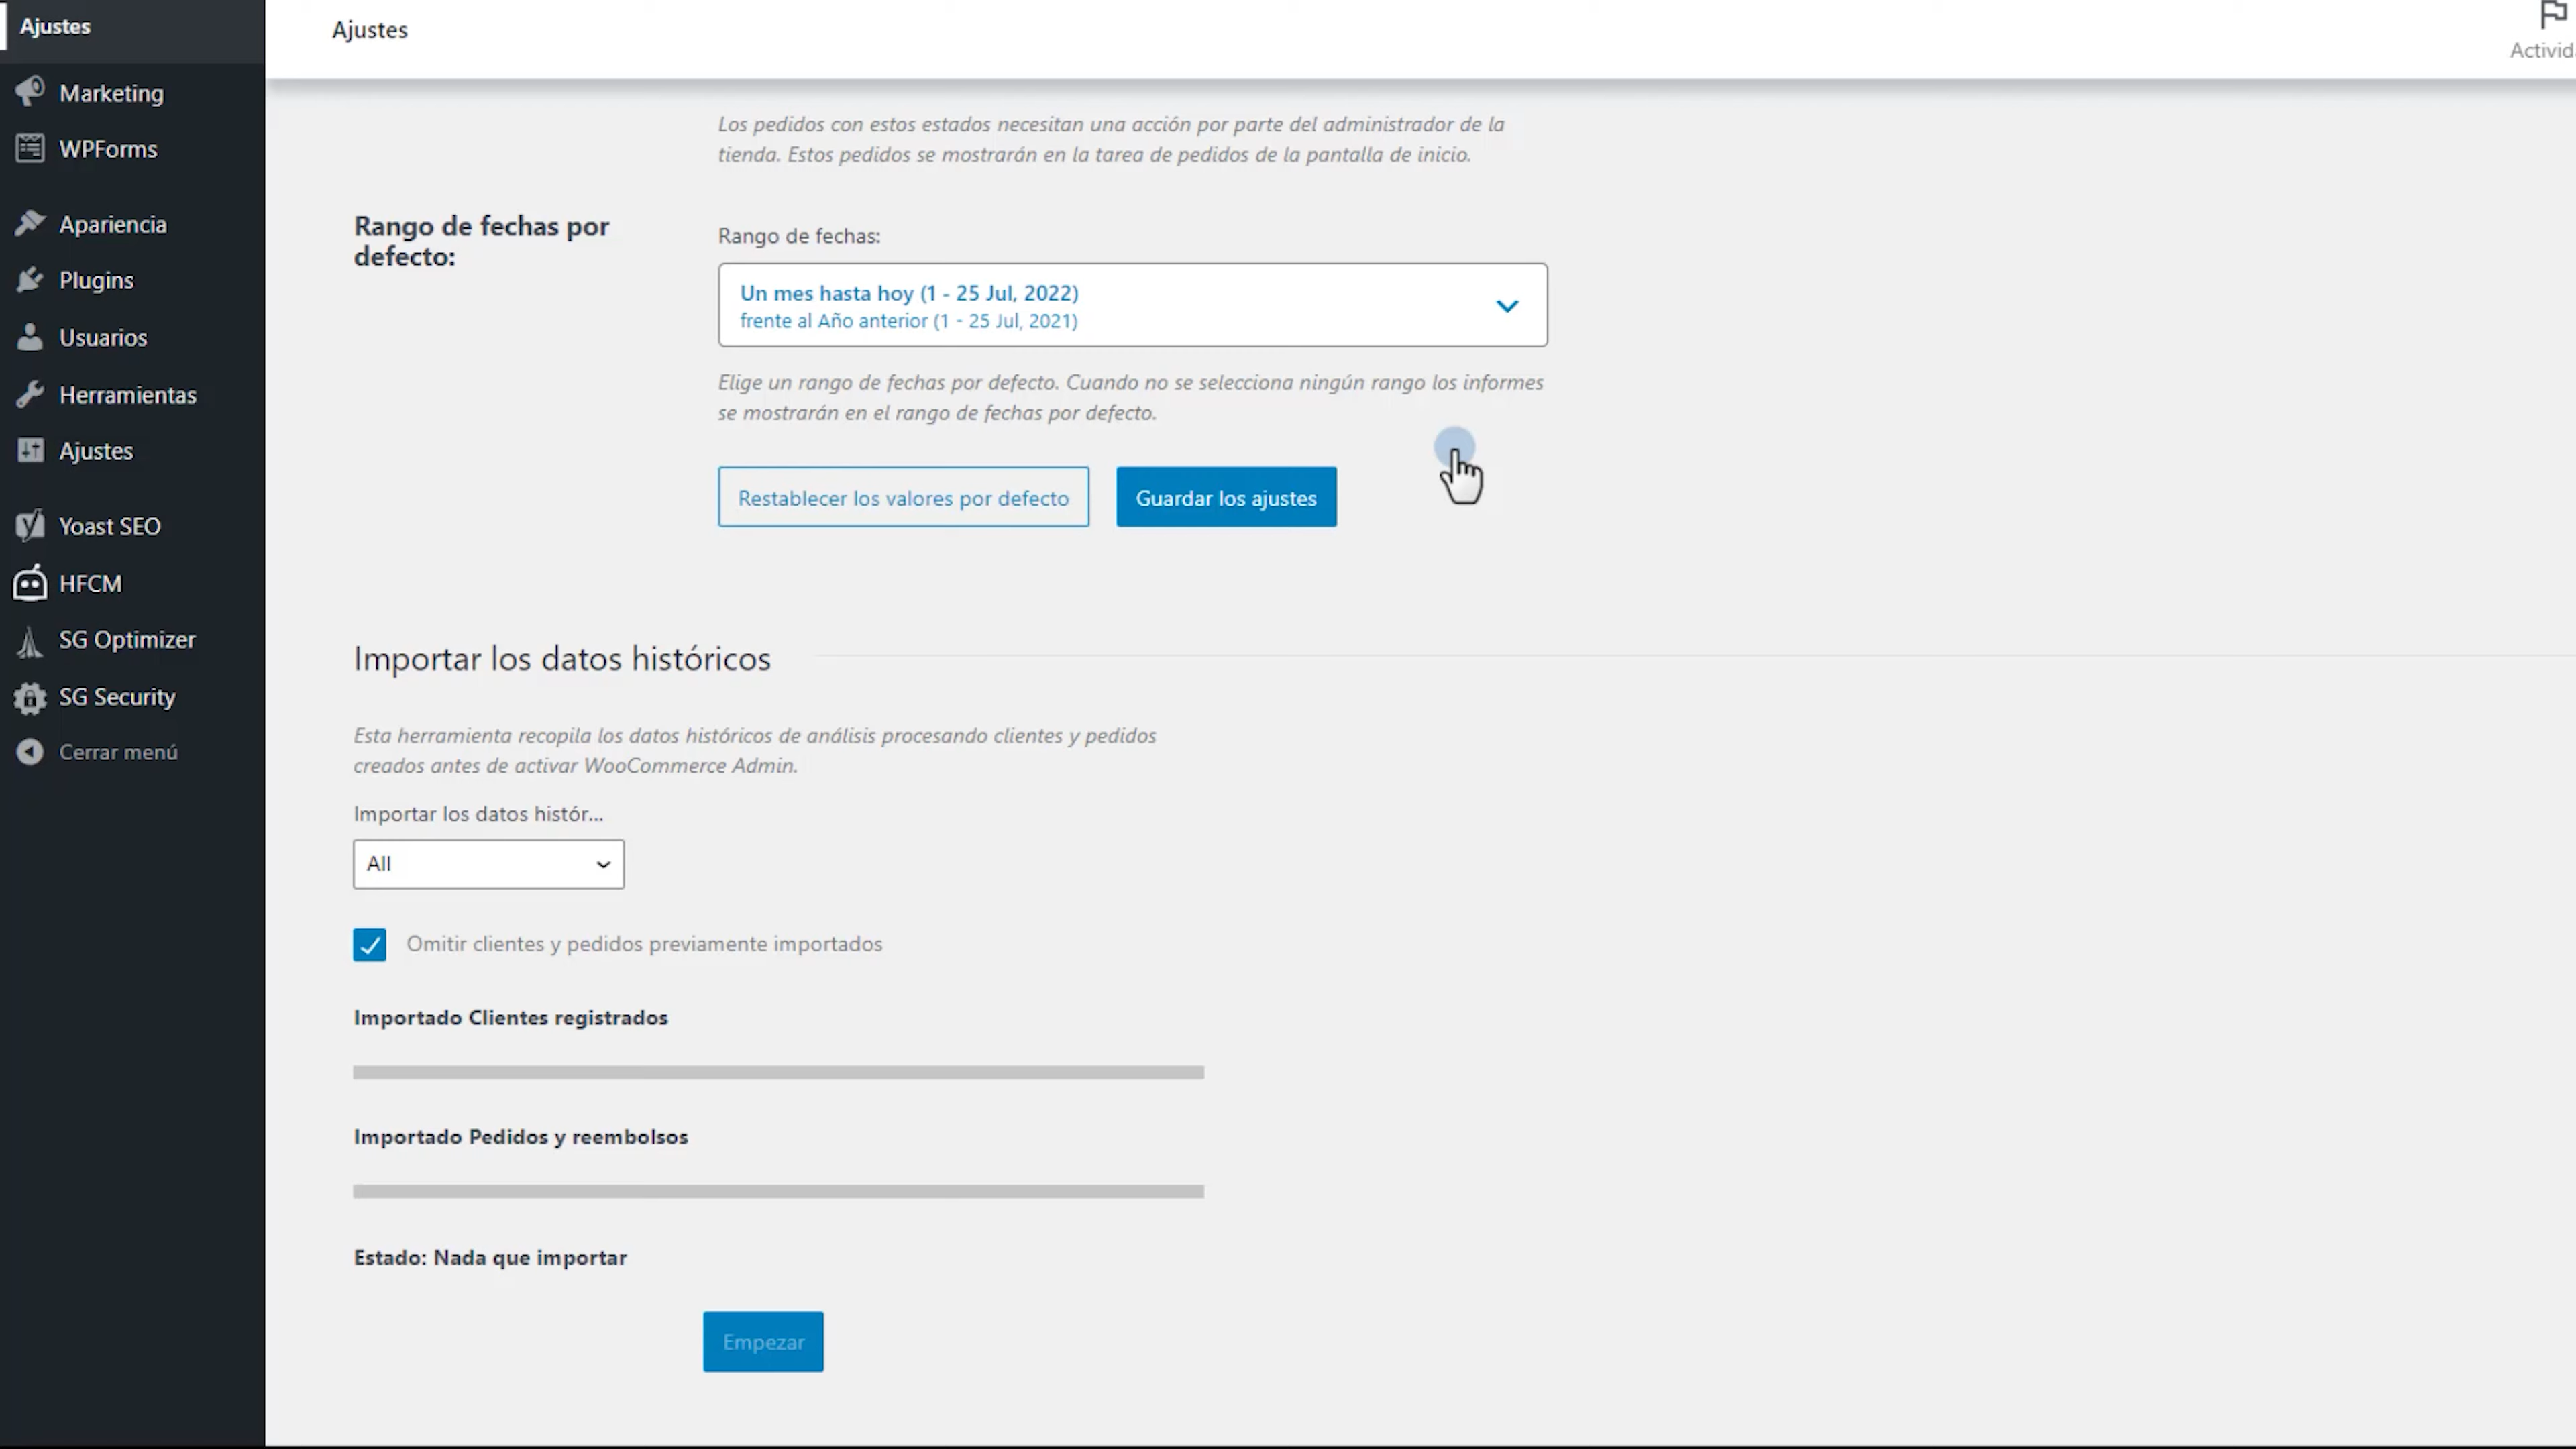 Ajustes
Marketing
WPForms
Apariencia
Plugins
Usuarios
Herramientas
Ajustes
Yoast SEO
HFCM
SG Optimizer
SG Security
Cerrar menú
Ajustes
Activid
Los pedidos con estos estados necesitan una acción por parte del administrador de la
tienda. Estos pedidos se mostrarán en la tarea de pedidos de la pantalla de inicio.
Rango de fechas por
defecto:
Rango de fechas:
Un mes hasta hoy (1 - 25 Jul, 2022)
frente al Año anterior (1 - 25 Jul, 2021)
Elige un rango de fechas por defecto. Cuando no se selecciona ningún rango los informes
se mostrarán en el rango de fechas por defecto.
Restablecer los valores por defecto
Guardar los ajustes
Importar los datos históricos
Esta herramienta recopila los datos históricos de análisis procesando clientes y pedidos
creados antes de activar WooCommerce Admin.
Importar los datos histór...
All
Omitir clientes y pedidos previamente importados
Importado Clientes registrados
Importado Pedidos y reembolsos
Estado: Nada que importar
Empezar